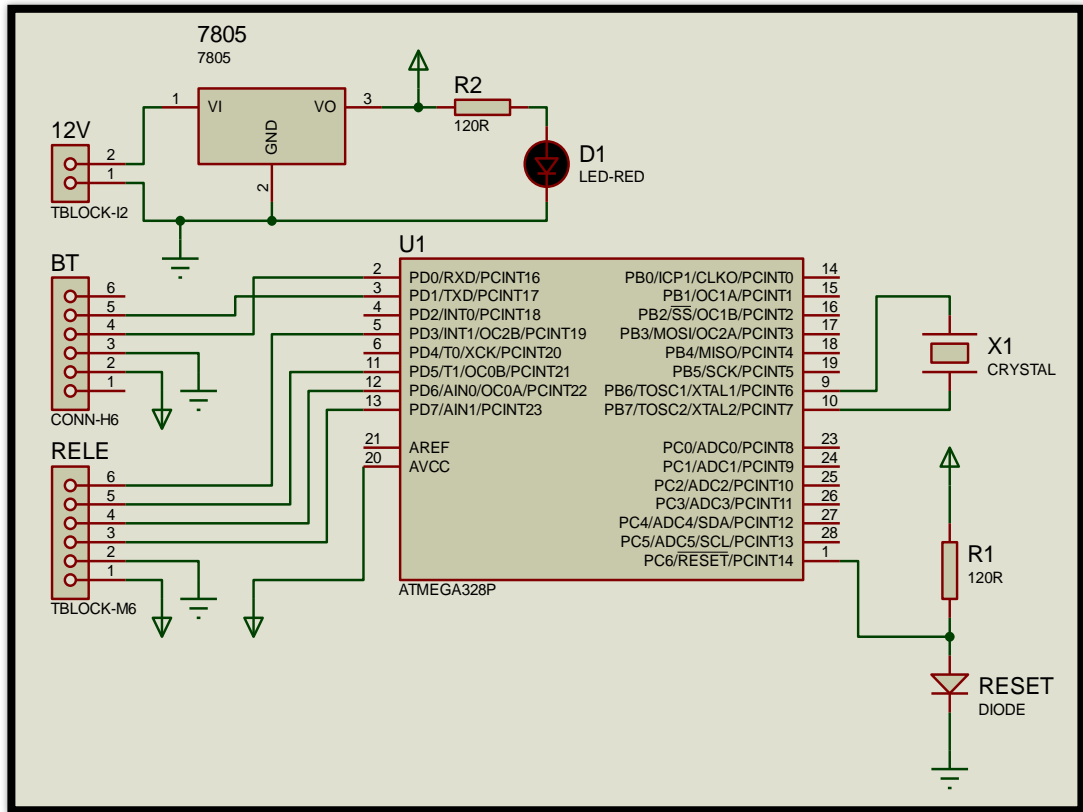 7805
7805
1
VI
VO
3
GND
2
R2
120R
D1
LED-RED
12V
2
1
TBLOCK-I2
BT
6
5
4
3
2
1
CONN-H6
RELE
6
5
4
3
2
1
TBLOCK-M6
U1
2 PD0/RXD/PCINT16
3 PD1/TXD/PCINT17
4 PD2/INT0/PCINT18
5 PD3/INT1/OC2B/PCINT19
6 PD4/T0/XCK/PCINT20
11 PD5/T1/OC0B/PCINT21
12 PD6/AIN0/OC0A/PCINT22
13 PD7/AIN1/PCINT23
21 AREF
20 AVCC
PB0/ICP1/CLKO/PCINT0 14
PB1/OC1A/PCINT1 15
PB2/SS/OC1B/PCINT2 16
PB3/MOSI/OC2A/PCINT3 17
PB4/MISO/PCINT4 18
PB5/SCK/PCINT5 19
PB6/TOSC1/XTAL1/PCINT6 9
PB7/TOSC2/XTAL2/PCINT7 10
PC0/ADC0/PCINT8 23
PC1/ADC1/PCINT9 24
PC2/ADC2/PCINT10 25
PC3/ADC3/PCINT11 26
PC4/ADC4/SDA/PCINT12 27
PC5/ADC5/SCL/PCINT13 28
PC6/RESET/PCINT14 1
ATMEGA328P
X1
CRYSTAL
R1
120R
RESET
DIODE